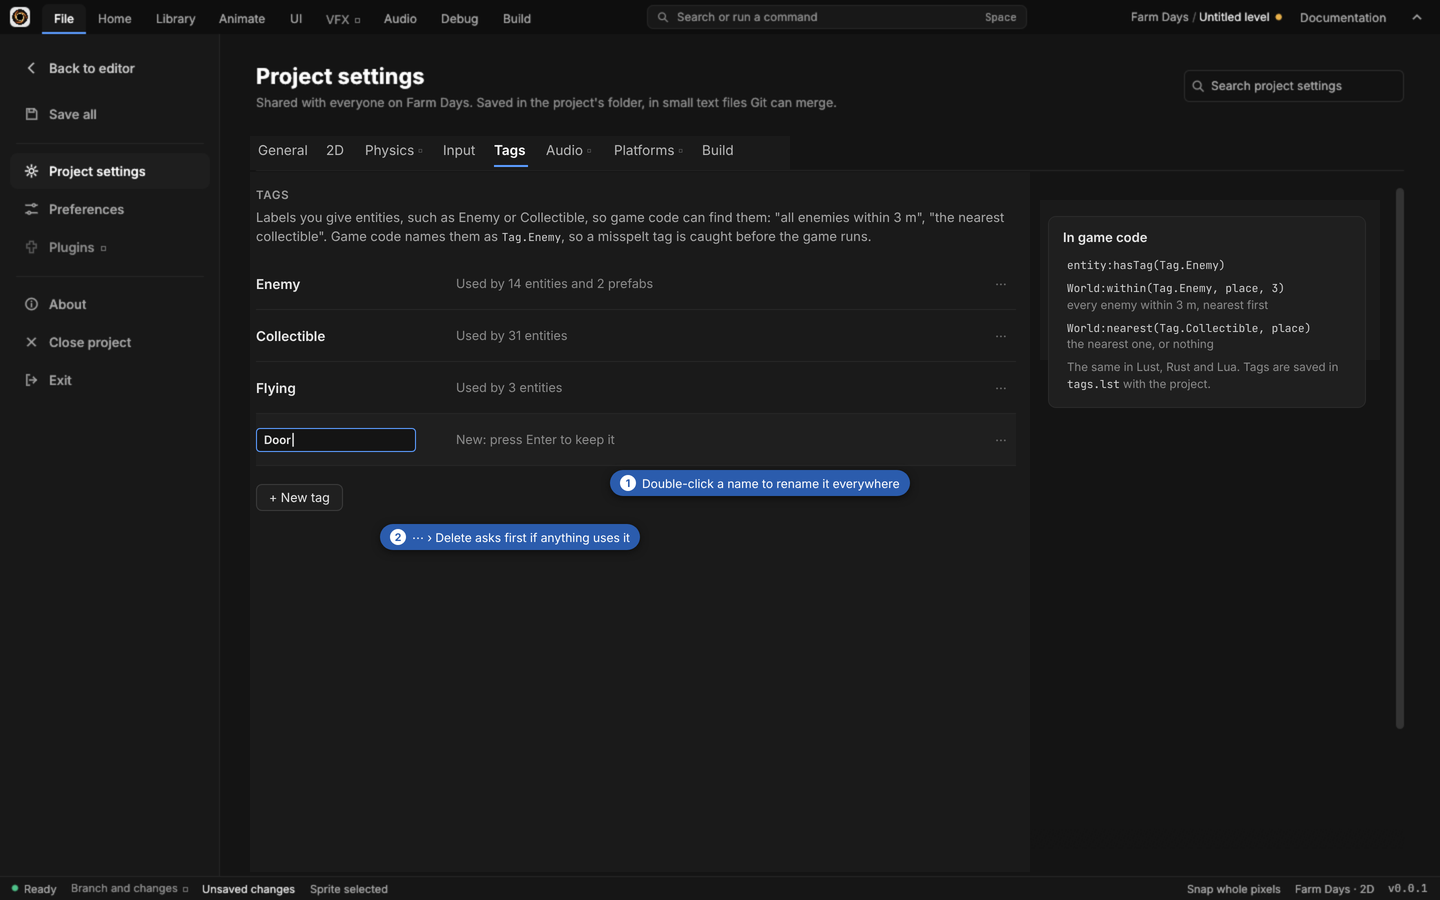 File Home Library Animate UI VFX Audio Debug Build
Search or run a command Space
Farm Days / Untitled level Documentation
Back to editor
Save all
Project settings
Preferences
Plugins
About
Close project
Exit
Project settings
Shared with everyone on Farm Days. Saved in the project's folder, in small text files Git can merge.
Search project settings
General 2D Physics Input Tags Audio Platforms Build
TAGS
Labels you give entities, such as Enemy or Collectible, so game code can find them: "all enemies within 3 m", "the nearest
collectible". Game code names them as Tag.Enemy, so a misspelt tag is caught before the game runs.
Enemy Used by 14 entities and 2 prefabs ···
Collectible Used by 31 entities ···
Flying Used by 3 entities ···
Door New: press Enter to keep it ···
1 Double-click a name to rename it everywhere
+ New tag
2 ··· › Delete asks first if anything uses it
In game code
entity:hasTag(Tag.Enemy)
World:within(Tag.Enemy, place, 3)
every enemy within 3 m, nearest first
World:nearest(Tag.Collectible, place)
the nearest one, or nothing
The same in Lust, Rust and Lua. Tags are saved in
tags.lst with the project.
Ready Branch and changes Unsaved changes Sprite selected
Snap whole pixels Farm Days · 2D v0.0.1